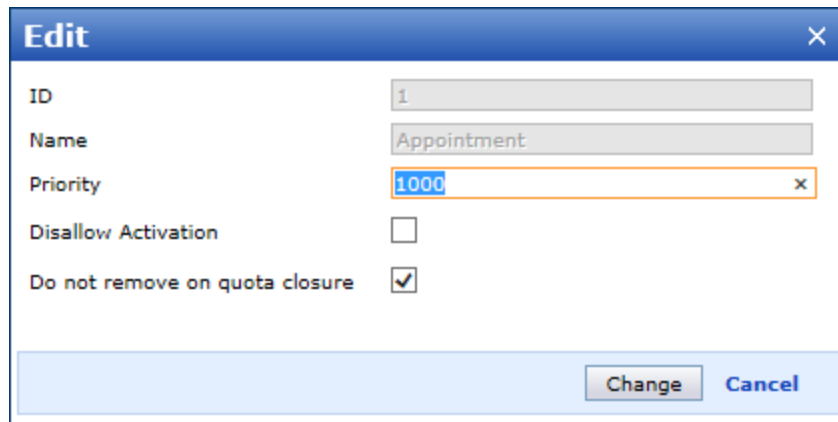 Edit
ID 1
Name Appointment
Priority 1000
Disallow Activation
Do not remove on quota closure
Change Cancel